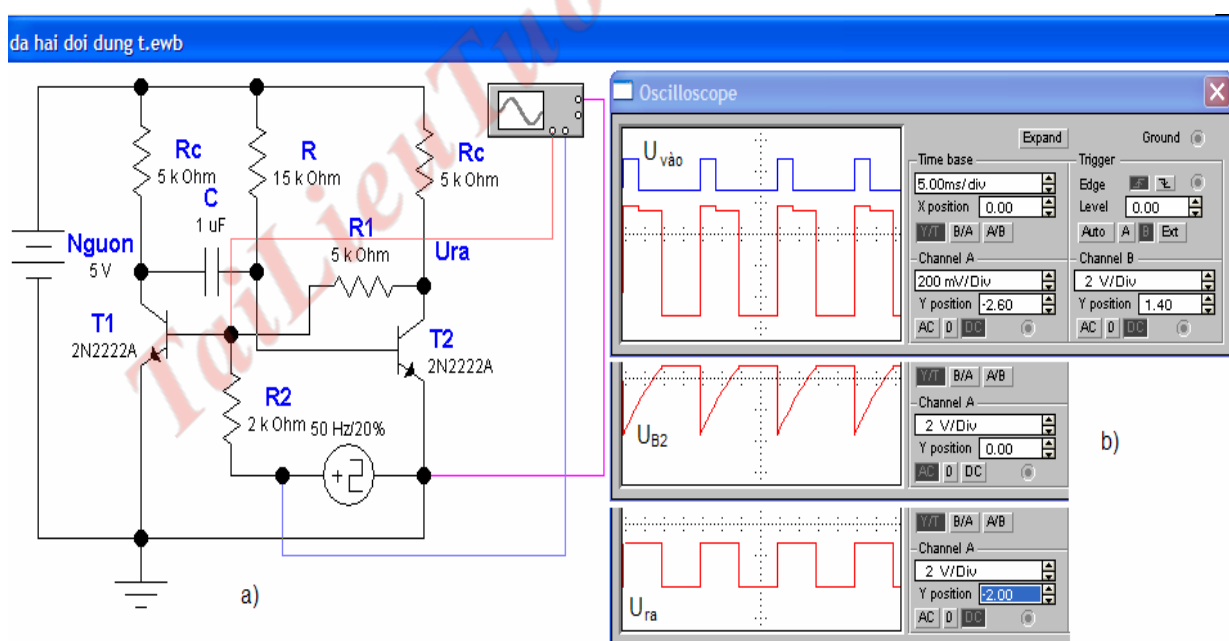 da hai doi dung t.ewb
Rc
5 k Ohm
R
15 k Ohm
Rc
5 k Ohm
C
1 uF
R1
5 k Ohm
Ura
Nguon
5 V
T1
2N2222A
T2
2N2222A
R2
2 k Ohm
50 Hz/20%
a)
Oscilloscope
U vào
Expand
Ground
Time base
5.00ms/div
X position 0.00
Y/T B/A A/B
Trigger
Edge
Level 0.00
Auto A B Ext
Channel A
200 mV/Div
Y position -2.60
AC 0 DC
Channel B
2 V/Div
Y position 1.40
AC 0 DC
UB2
Y/T B/A A/B
Channel A
2 V/Div
Y position 0.00
AC 0 DC
b)
Ura
Y/T B/A A/B
Channel A
2 V/Div
Y position -2.00
AC 0 DC